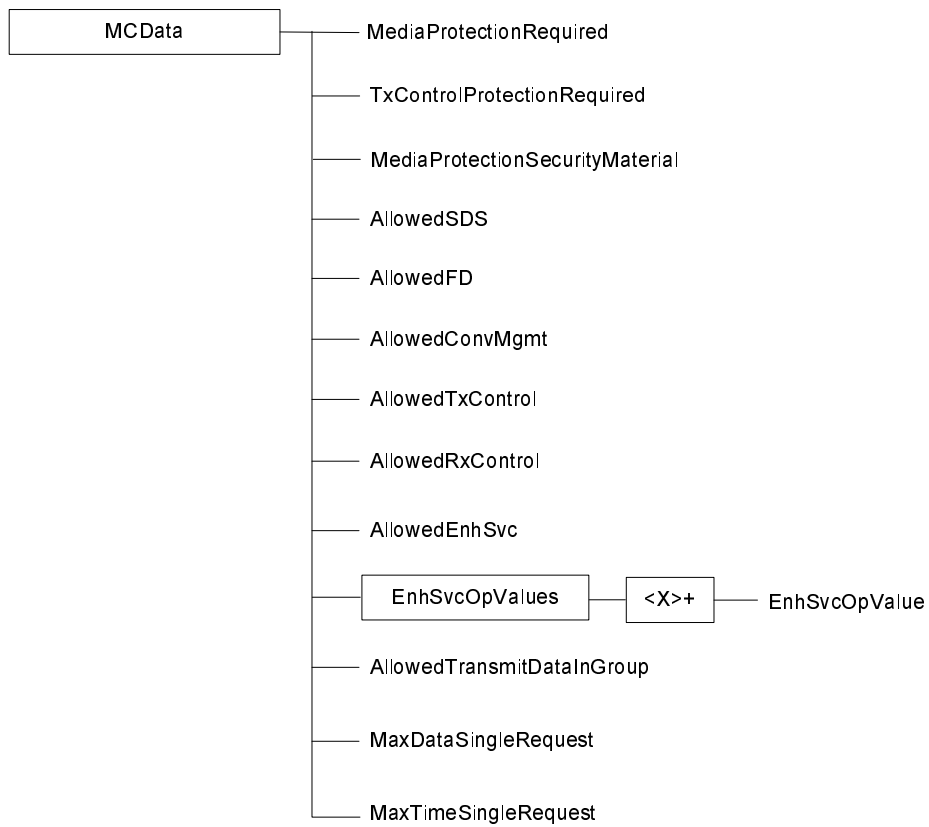 MCData
MediaProtectionRequired
TxControlProtectionRequired
MediaProtectionSecurityMaterial
AllowedSDS
AllowedFD
AllowedConvMgmt
AllowedTxControl
AllowedRxControl
AllowedEnhSvc
EnhSvcOpValues
<X>+
EnhSvcOpValue
AllowedTransmitDataInGroup
MaxDataSingleRequest
MaxTimeSingleRequest